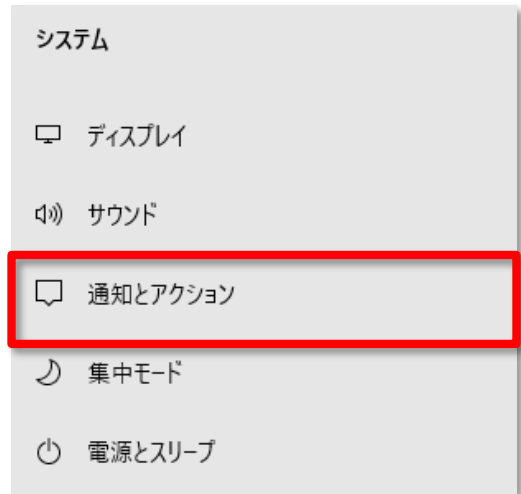 システム
ディスプレイ
サウンド
通知とアクション
集中モード
電源とスリープ